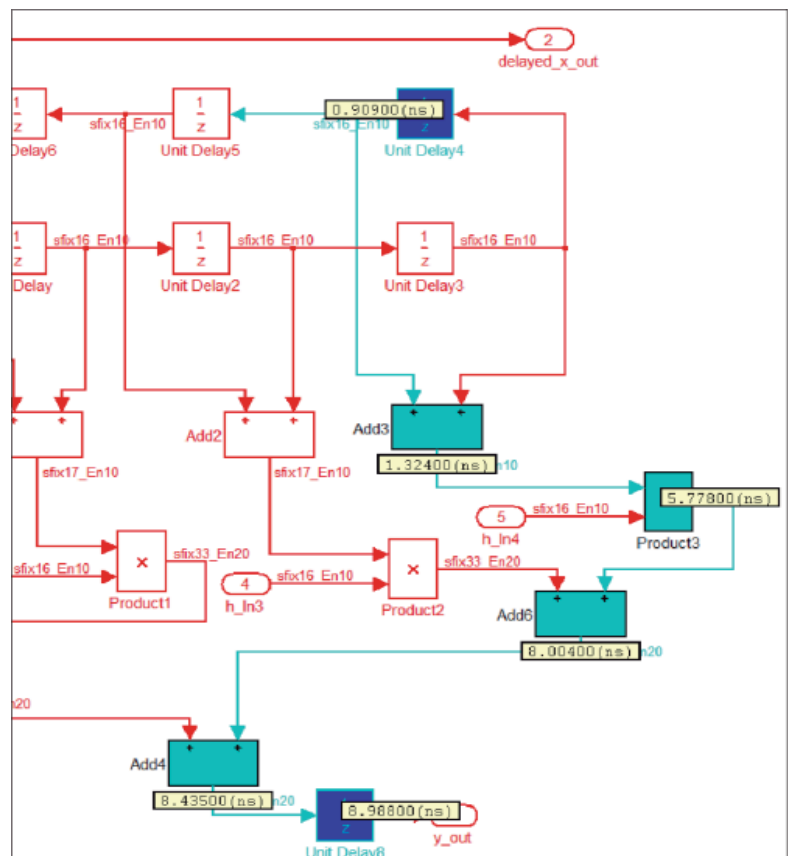 2
delayed_x_out
1
z
Delay6
sfix16_En10
1
z
Unit Delay5
0.90900(ns)
sfix16_En10
z
Unit Delay4
1
z
Delay
sfix16_En10
1
z
Unit Delay2
sfix16_En10
1
z
Unit Delay3
sfix16_En10
+ +
+ +
Add2
+ +
Add3
sfix17_En10
sfix17_En10
1.32400(ns)
n10
5
h_In4
sfix16_En10
5.77800(ns)
Product3
sfix16_En10
×
Product1
sfix33_En20
4
h_In3
sfix16_En10
×
Product2
sfix33_En20
+ +
Add6
8.00400(ns)
n20
n20
+ +
Add4
8.43500(ns)
n20
8.98800(ns)
z
Unit Delay8
y_out